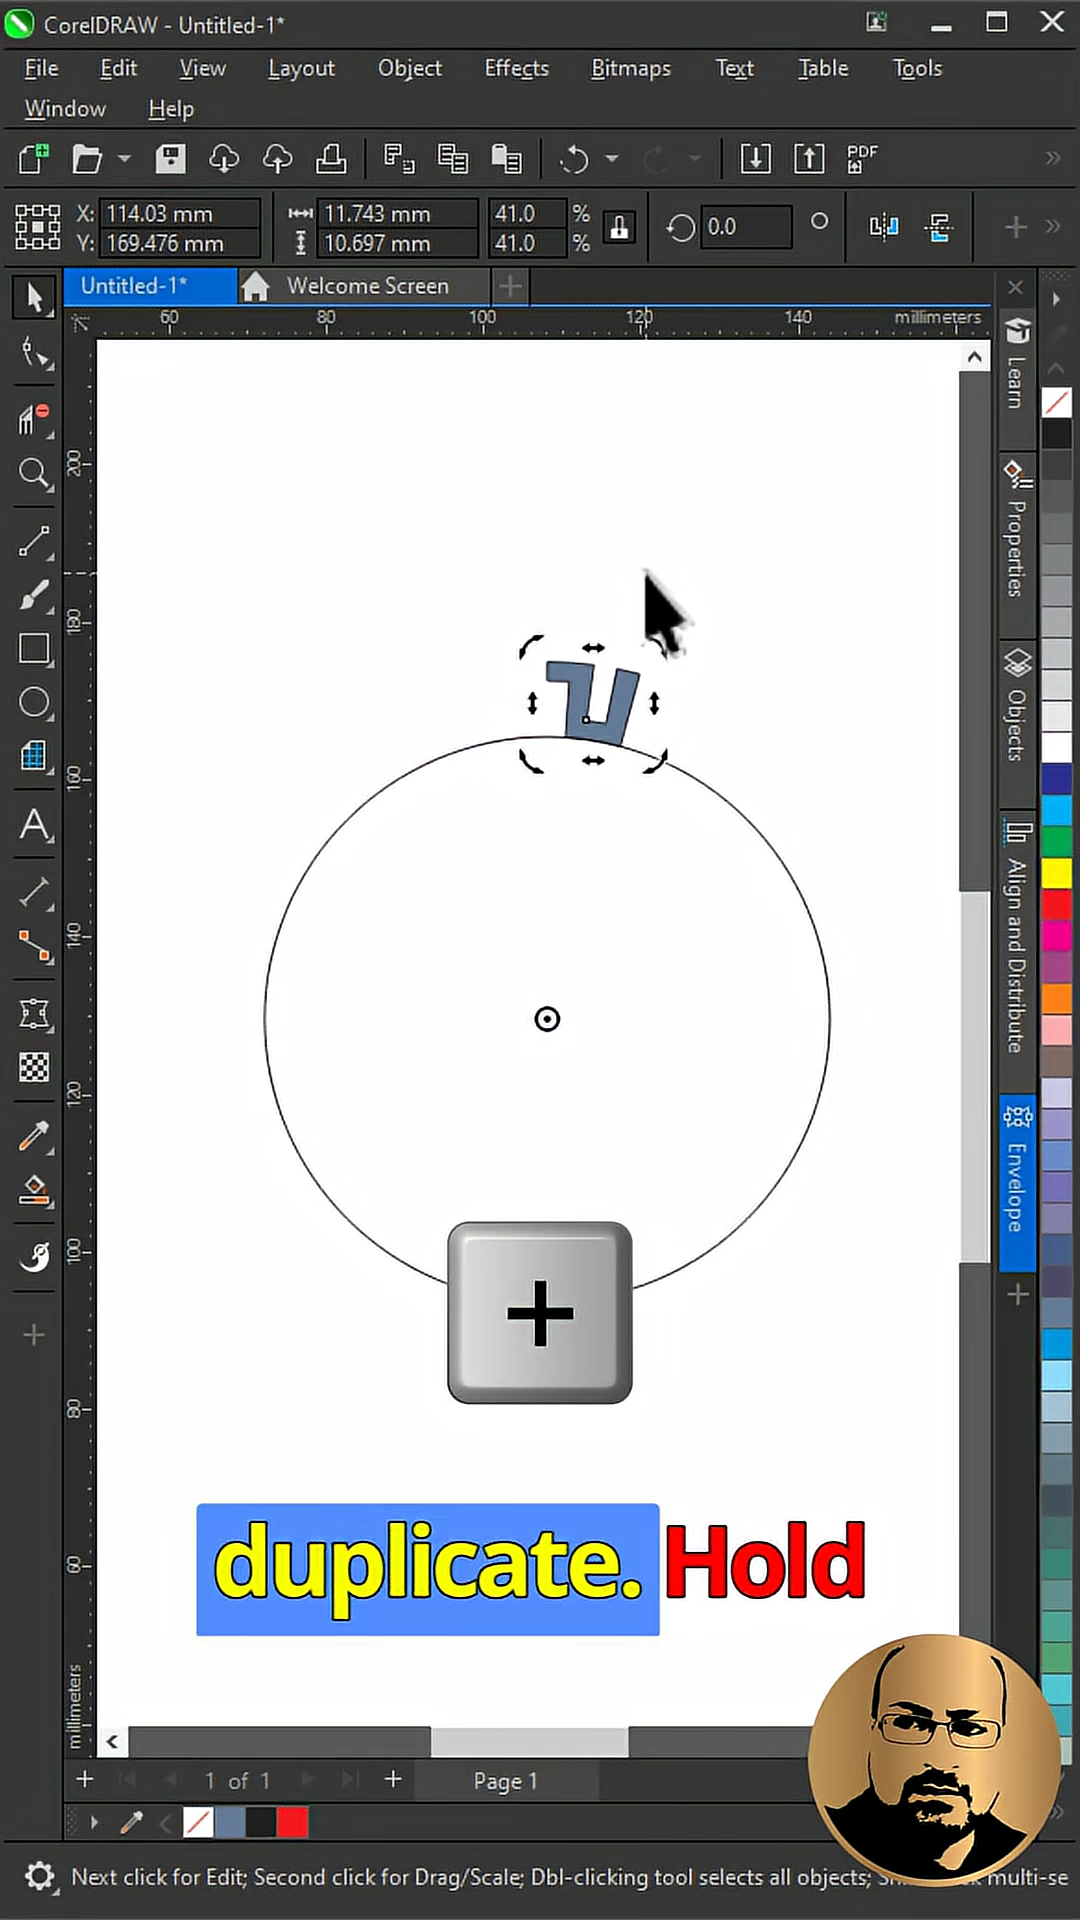 CorelDRAW - Untitled-1*
File Edit View Layout Object Effects Bitmaps Text Table Tools
Window Help
PDF
X: 114.03 mm 11.743 mm 41.0 % 0.0
Y: 169.476 mm 10.697 mm 41.0 %
Untitled-1* Welcome Screen
60 80 100 120 140 millimeters
Learn
Properties
Objects
Align and Distribute
Envelope
200
180
160
140
120
100
80
60
millimeters
+
duplicate. Hold
1 of 1 Page 1
Next click for Edit; Second click for Drag/Scale; Dbl-clicking tool selects all objects; multi-se